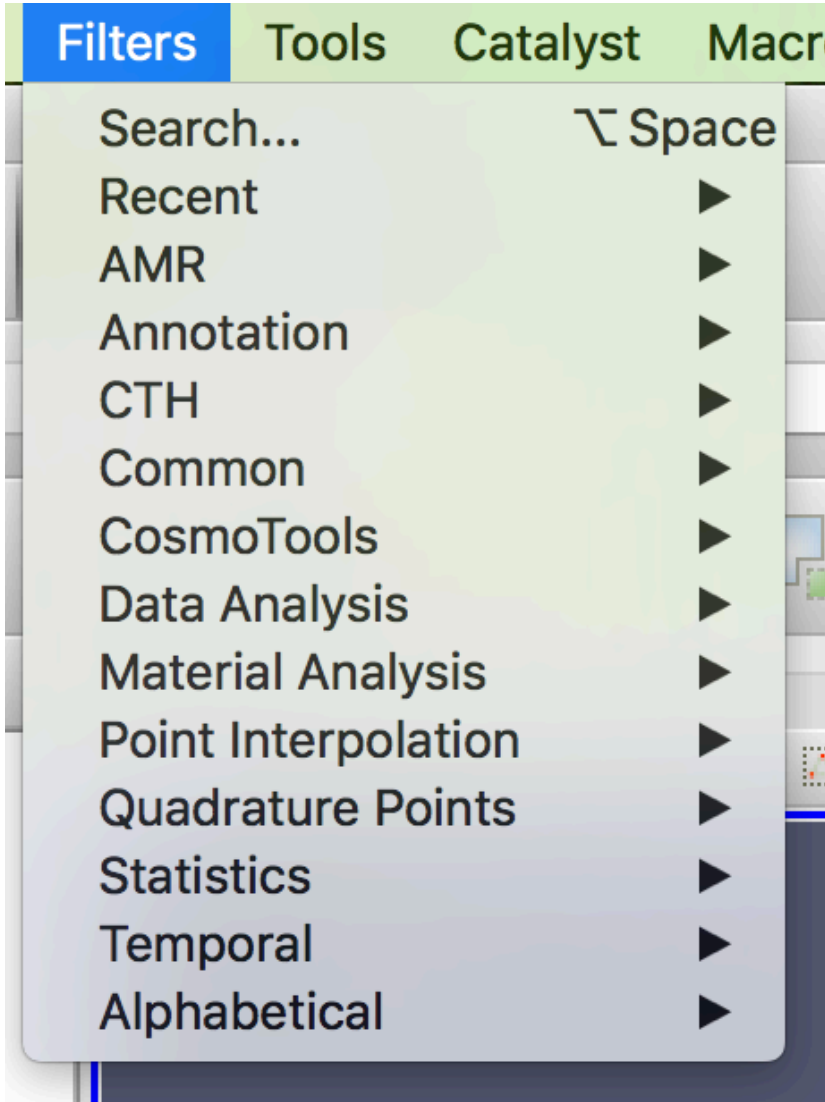 Filters Tools Catalyst Macr
Search... ⌥ Space
Recent
AMR
Annotation
CTH
Common
CosmoTools
Data Analysis
Material Analysis
Point Interpolation
Quadrature Points
Statistics
Temporal
Alphabetical